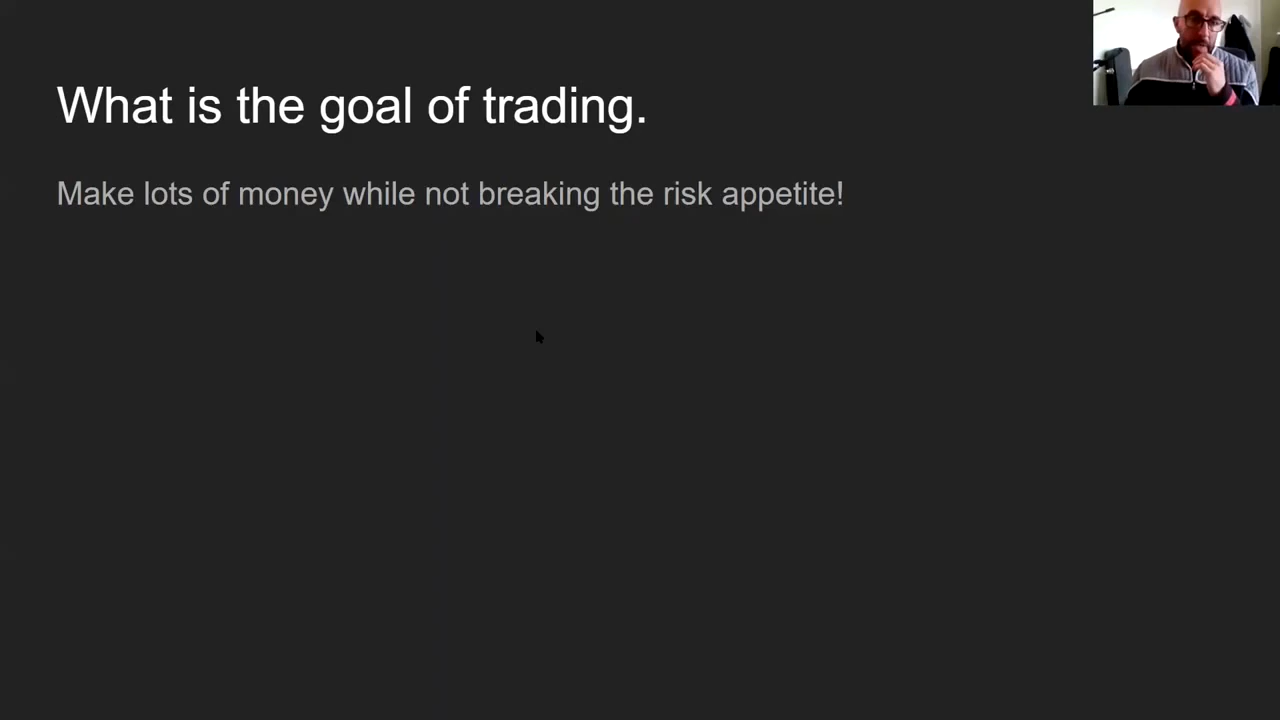 What is the goal of trading.
Make lots of money while not breaking the risk appetite!